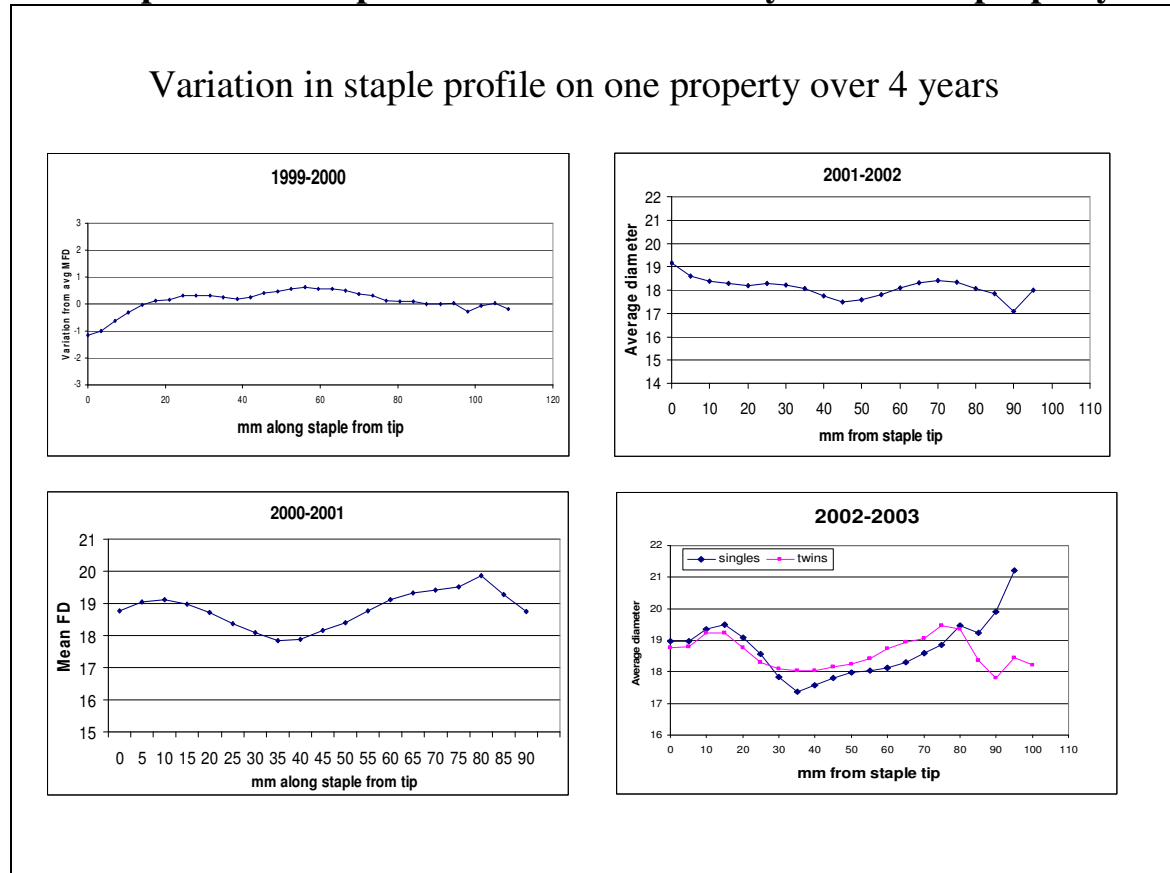 Variation in staple profile on one property over 4 years
1999-2000
Variation from avg MFD
3
2
1
0
-1
-2
-3
0 20 40 60 80 100 120
mm along staple from tip
2001-2002
Average diameter
22
21
20
19
18
17
16
15
14
0 10 20 30 40 50 60 70 80 90 100 110
mm from staple tip
2000-2001
Mean FD
21
20
19
18
17
16
15
0 5 10 15 20 25 30 35 40 45 50 55 60 65 70 75 80 85 90
mm along staple from tip
2002-2003
singles twins
Average diameter
22
21
20
19
18
17
16
0 10 20 30 40 50 60 70 80 90 100 110
mm from staple tip